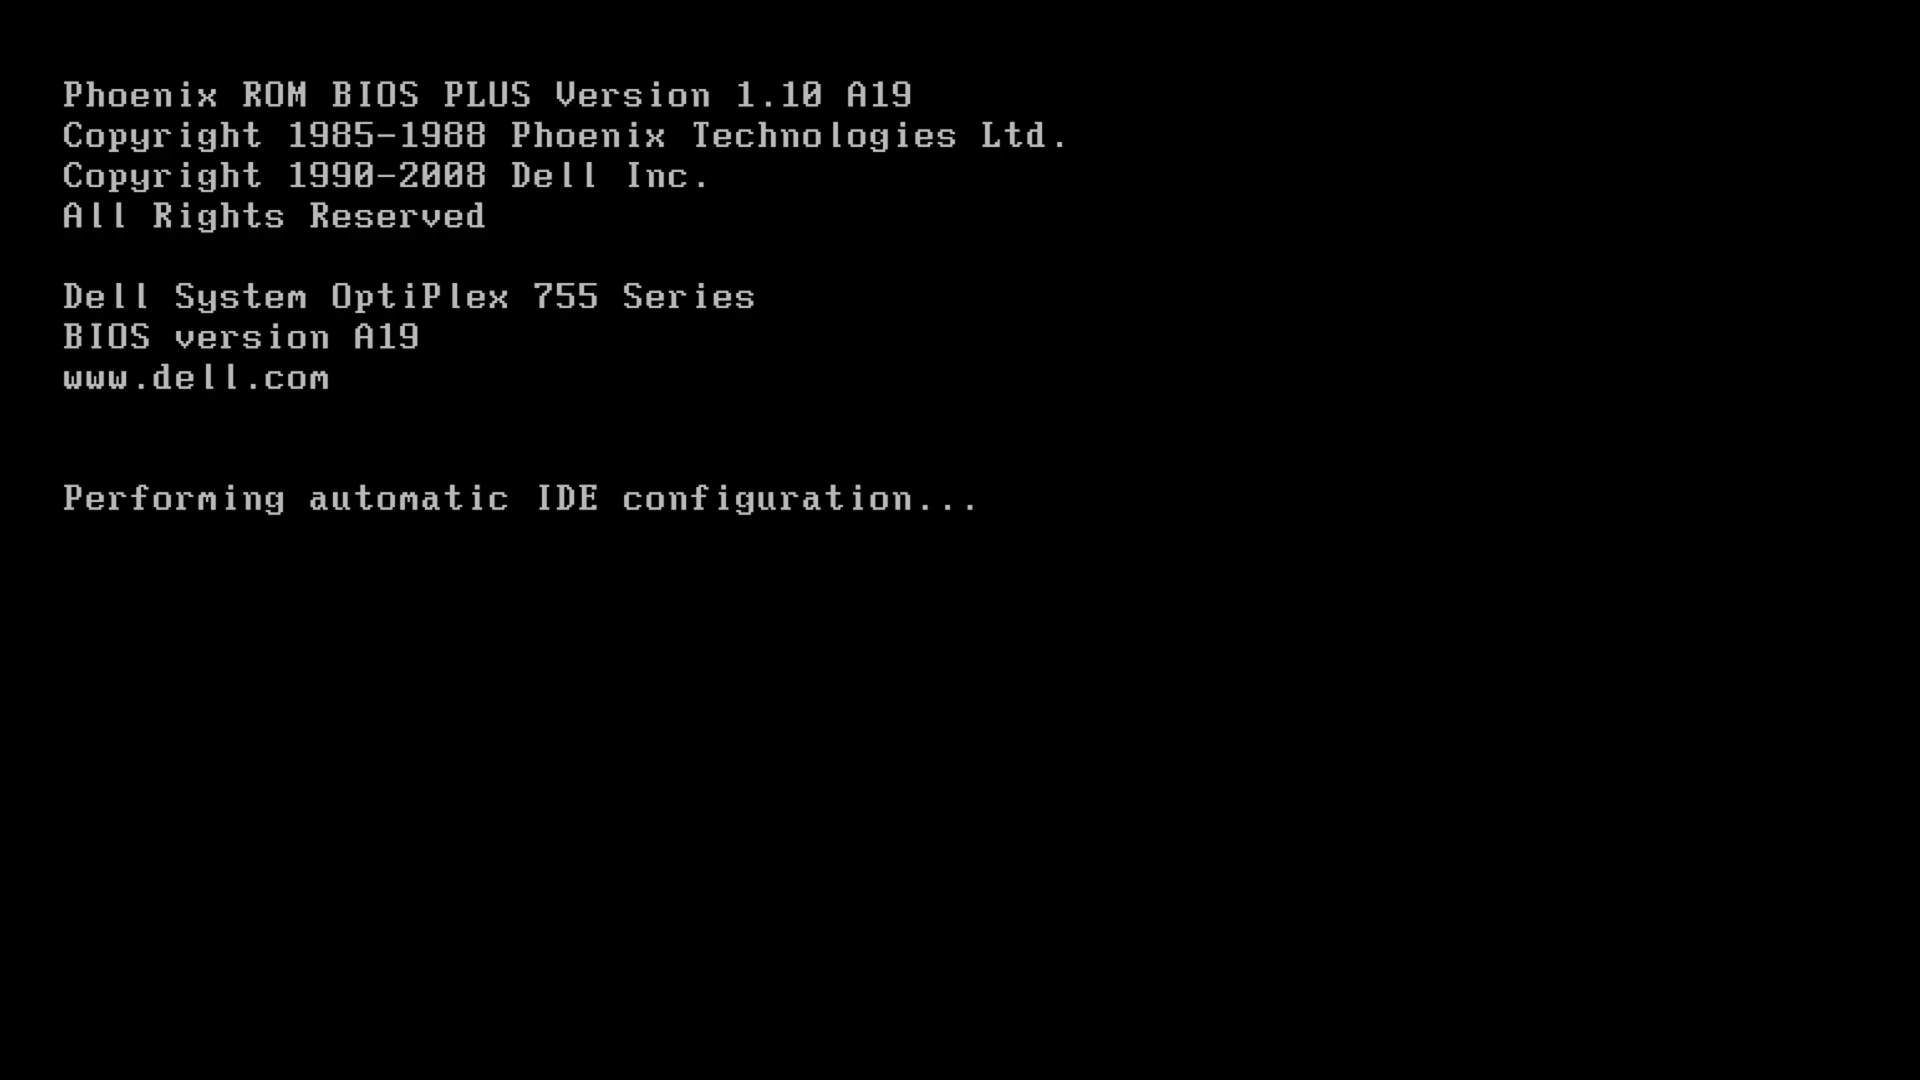 Phoenix ROM BIOS PLUS Version 1.10 A19
Copyright 1985-1988 Phoenix Technologies Ltd.
Copyright 1990-2008 Dell Inc.
All Rights Reserved
Dell System OptiPlex 755 Series
BIOS version A19
www.dell.com
Performing automatic IDE configuration...